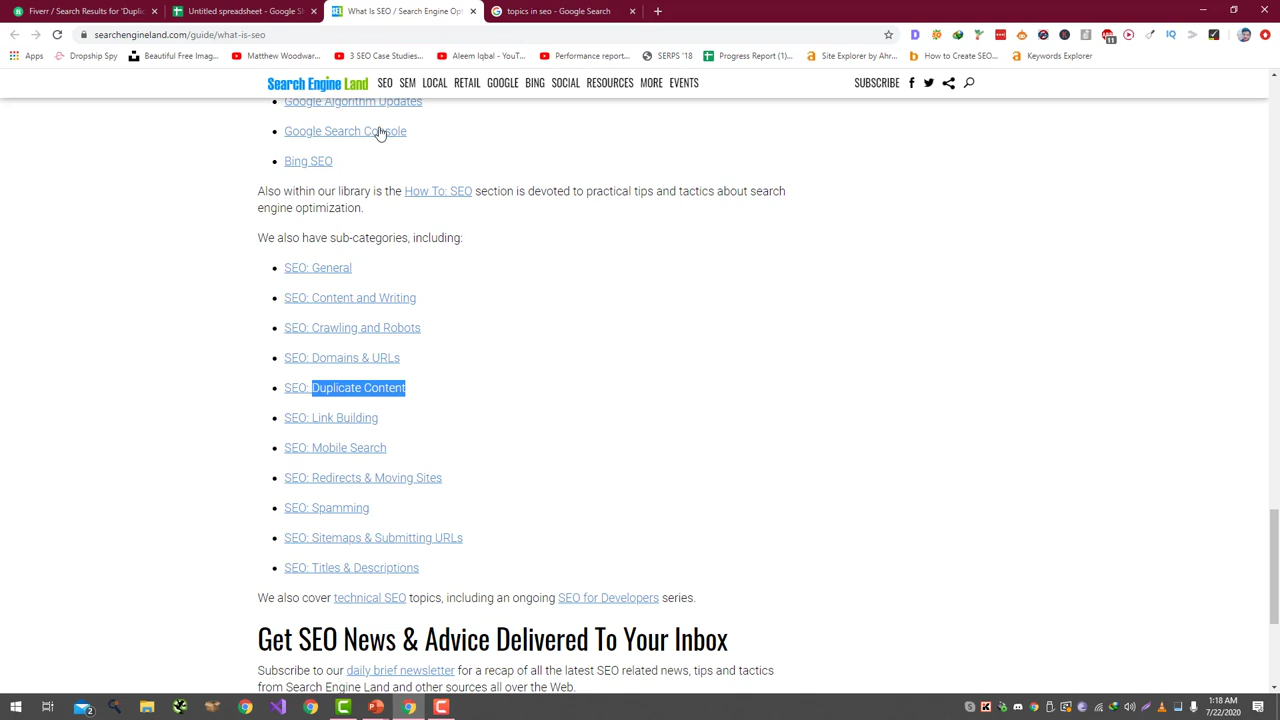 Fiverr / Search Results for 'Duplic
Untitled spreadsheet - Google Sh
What Is SEO / Search Engine Opt
topics in seo - Google Search
searchengineland.com/guide/what-is-seo
Apps
Dropship Spy
Beautiful Free Imag...
Matthew Woodwar...
3 SEO Case Studies...
Aleem Iqbal - YouT...
Performance report...
SERPS '18
Progress Report (1)...
Site Explorer by Ahr...
How to Create SEO...
Keywords Explorer
Search Engine Land SEO SEM LOCAL RETAIL GOOGLE BING SOCIAL RESOURCES MORE EVENTS SUBSCRIBE
Google Algorithm Updates
Google Search Console
Bing SEO
Also within our library is the How To: SEO section is devoted to practical tips and tactics about search
engine optimization.
We also have sub-categories, including:
SEO: General
SEO: Content and Writing
SEO: Crawling and Robots
SEO: Domains & URLs
SEO: Duplicate Content
SEO: Link Building
SEO: Mobile Search
SEO: Redirects & Moving Sites
SEO: Spamming
SEO: Sitemaps & Submitting URLs
SEO: Titles & Descriptions
We also cover technical SEO topics, including an ongoing SEO for Developers series.
Get SEO News & Advice Delivered To Your Inbox
Subscribe to our daily brief newsletter for a recap of all the latest SEO related news, tips and tactics
from Search Engine Land and other sources all over the Web.
1:18 AM
7/22/2020